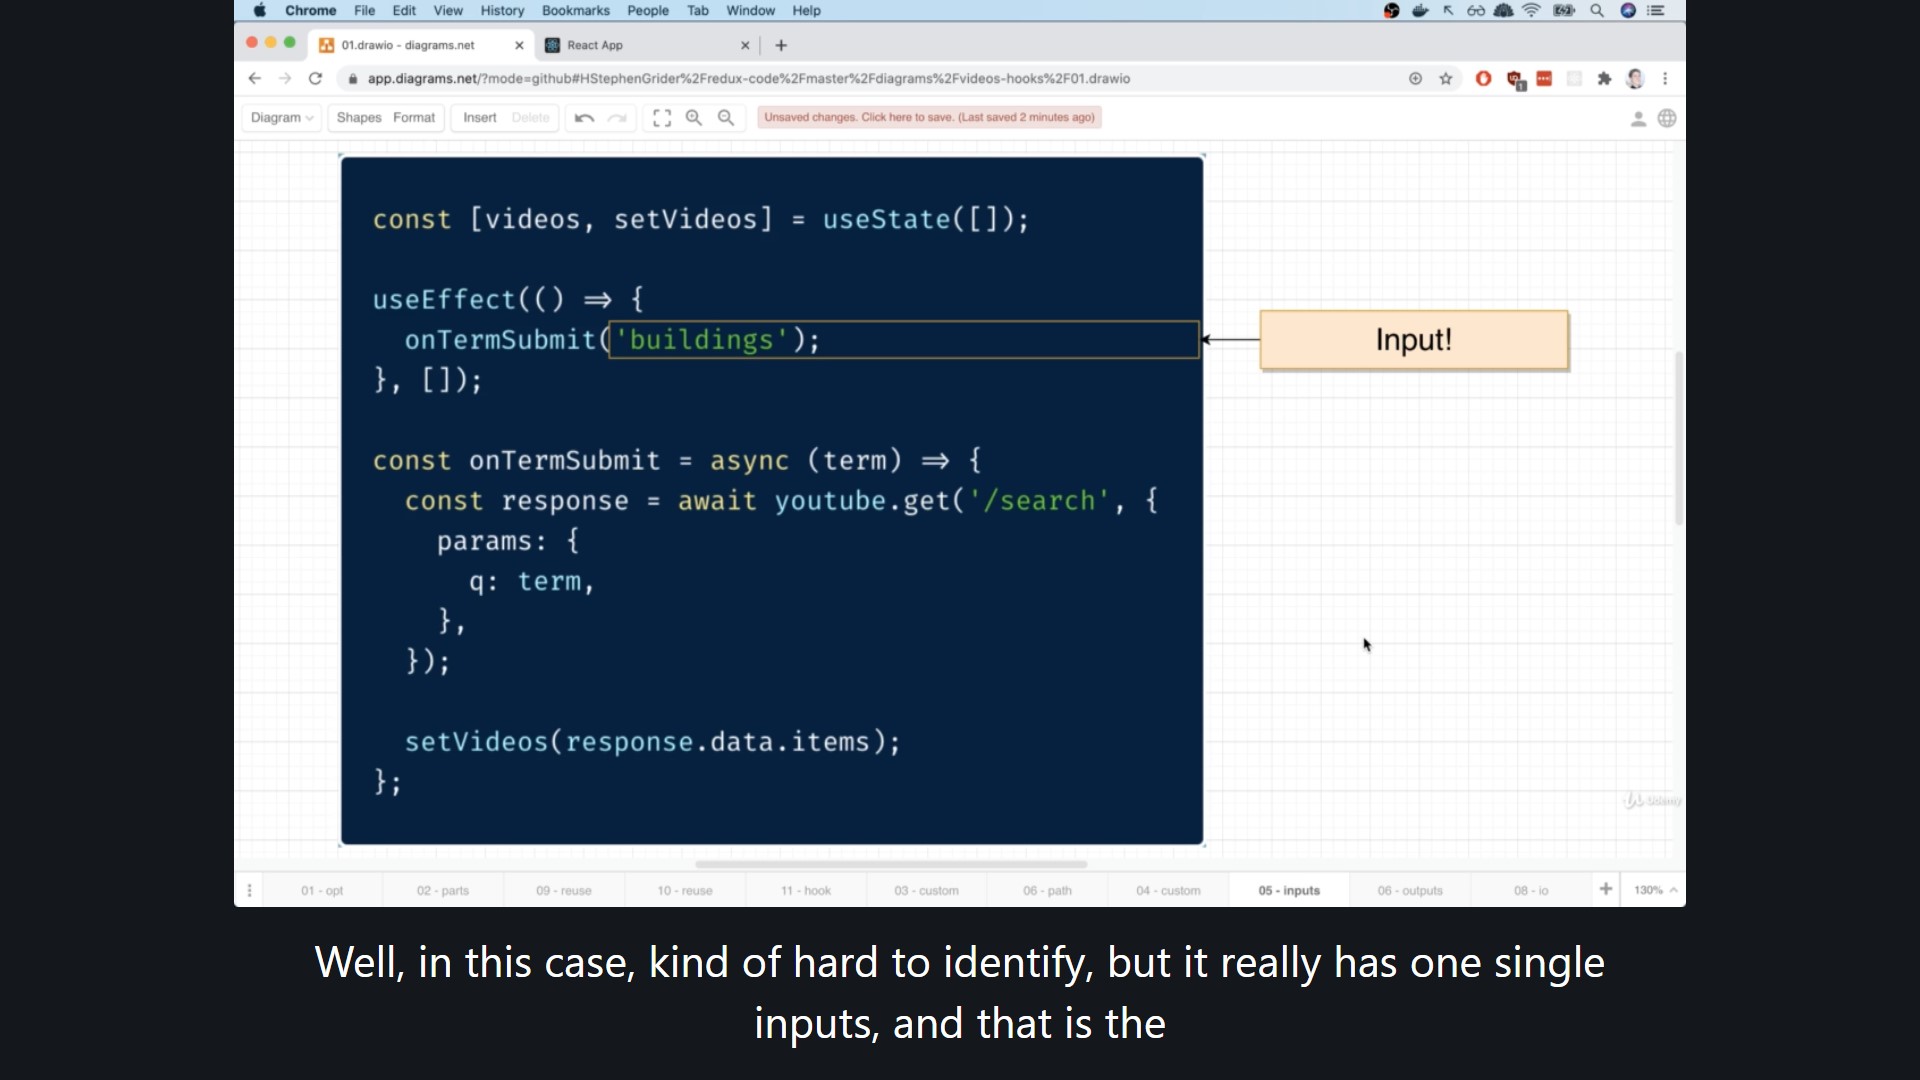 Chrome File Edit View History Bookmarks People Tab Window Help
01.drawio - diagrams.net
React App
app.diagrams.net/?mode=github#HStephenGrider%2Fredux-code%2Fmaster%2Fdiagrams%2Fvideos-hooks%2F01.drawio
1
Diagram Shapes Format Insert Delete Unsaved changes. Click here to save. (Last saved 2 minutes ago)
const [videos, setVideos] = useState([]);
useEffect(() => {
onTermSubmit('buildings');
Input!
}, []);
const onTermSubmit = async (term) => {
const response = await youtube.get('/search', {
params: {
q: term,
},
});
setVideos(response.data.items);
};
Udemy
01 - opt 02 - parts 09 - reuse 10 - reuse 11 - hook 03 - custom 06 - path 04 - custom 05 - inputs 06 - outputs 08 - io 130%
Well, in this case, kind of hard to identify, but it really has one single
inputs, and that is the